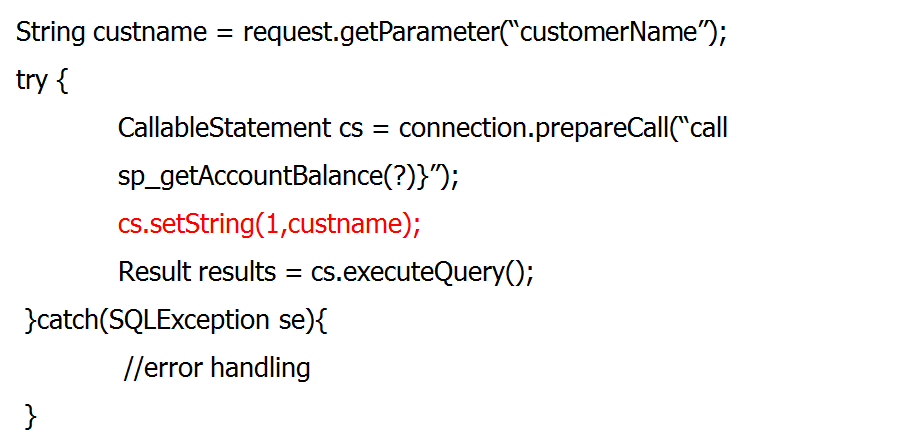 String custname = request.getParameter(“customerName”);
try {
CallableStatement cs = connection.prepareCall(“call
sp_getAccountBalance(?)}”);
cs.setString(1,custname);
Result results = cs.executeQuery();
}catch(SQLException se){
//error handling
}